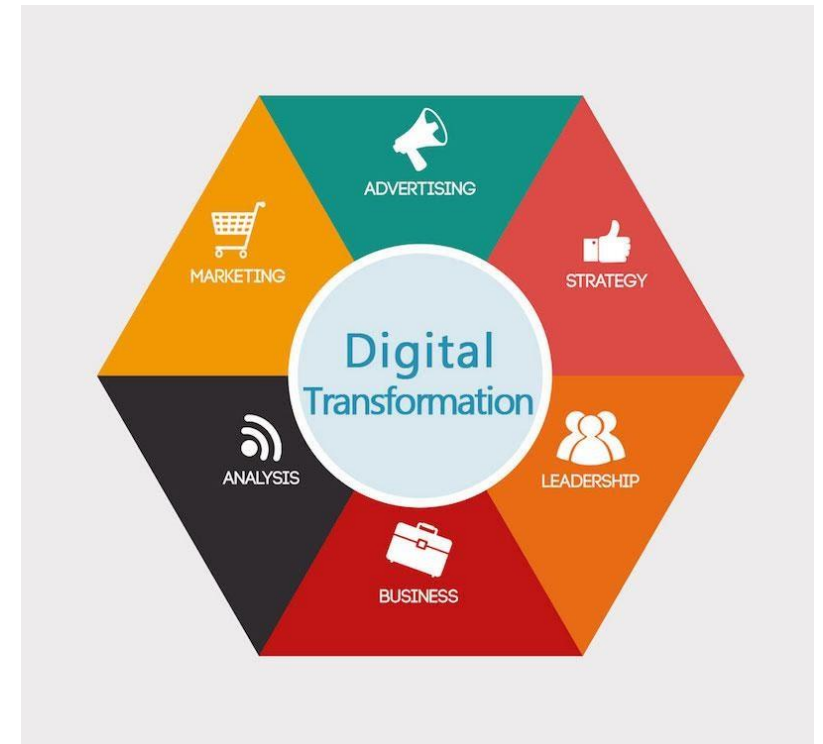 ADVERTISING
MARKETING
STRATEGY
Digital
Transformation
ANALYSIS
LEADERSHIP
BUSINESS